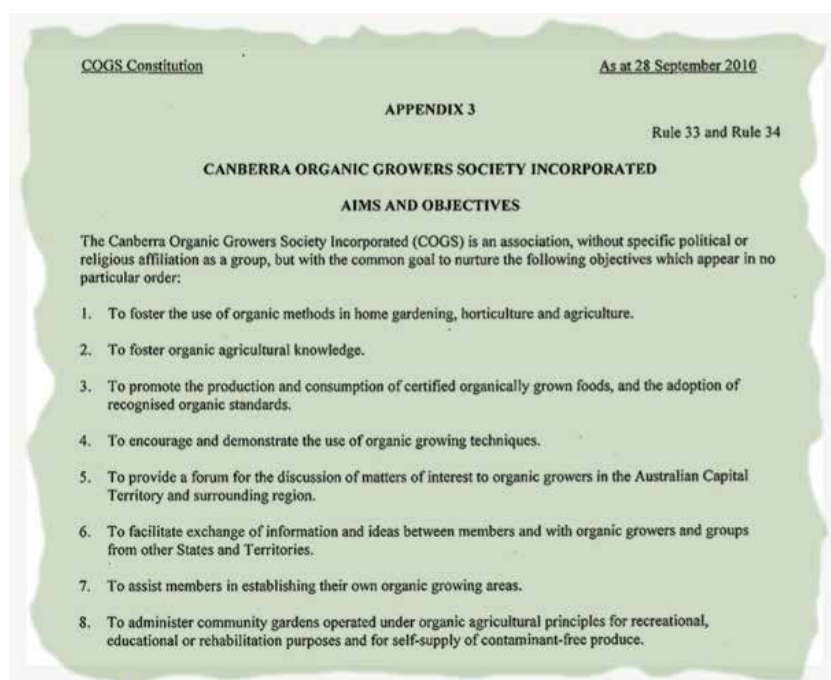 COGS Constitution As at 28 September 2010
APPENDIX 3
Rule 33 and Rule 34
CANBERRA ORGANIC GROWERS SOCIETY INCORPORATED
AIMS AND OBJECTIVES
The Canberra Organic Growers Society Incorporated (COGS) is an association, without specific political or
religious affiliation as a group, but with the common goal to nurture the following objectives which appear in no
particular order:
1. To foster the use of organic methods in home gardening, horticulture and agriculture.
2. To foster organic agricultural knowledge.
3. To promote the production and consumption of certified organically grown foods, and the adoption of
recognised organic standards.
4. To encourage and demonstrate the use of organic growing techniques.
5. To provide a forum for the discussion of matters of interest to organic growers in the Australian Capital
Territory and surrounding region.
6. To facilitate exchange of information and ideas between members and with organic growers and groups
from other States and Territories.
7. To assist members in establishing their own organic growing areas.
8. To administer community gardens operated under organic agricultural principles for recreational,
educational or rehabilitation purposes and for self-supply of contaminant-free produce.